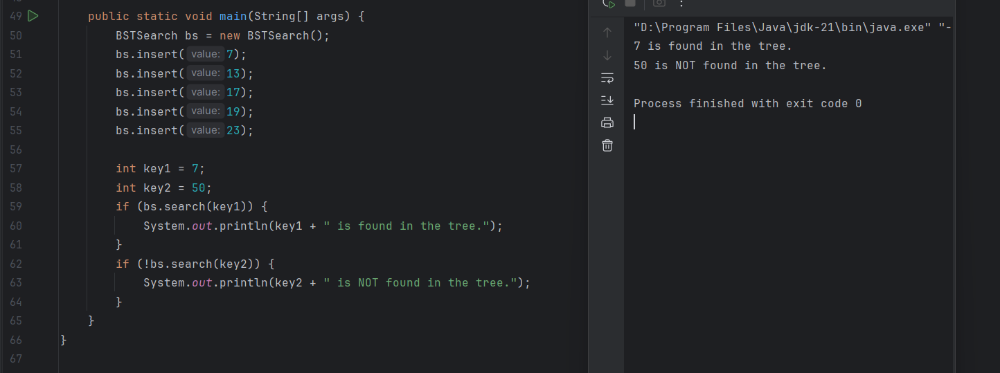 49 public static void main(String[] args) {
50 BSTSearch bs = new BSTSearch();
51 bs.insert( value: 7);
52 bs.insert( value: 13);
53 bs.insert( value: 17);
54 bs.insert( value: 19);
55 bs.insert( value: 23);
56
57 int key1 = 7;
58 int key2 = 50;
59 if (bs.search(key1)) {
60 System.out.println(key1 + " is found in the tree.");
61 }
62 if (!bs.search(key2)) {
63 System.out.println(key2 + " is NOT found in the tree.");
64 }
65 }
66 }
67
"D:\Program Files\Java\jdk-21\bin\java.exe" "-
7 is found in the tree.
50 is NOT found in the tree.
Process finished with exit code 0